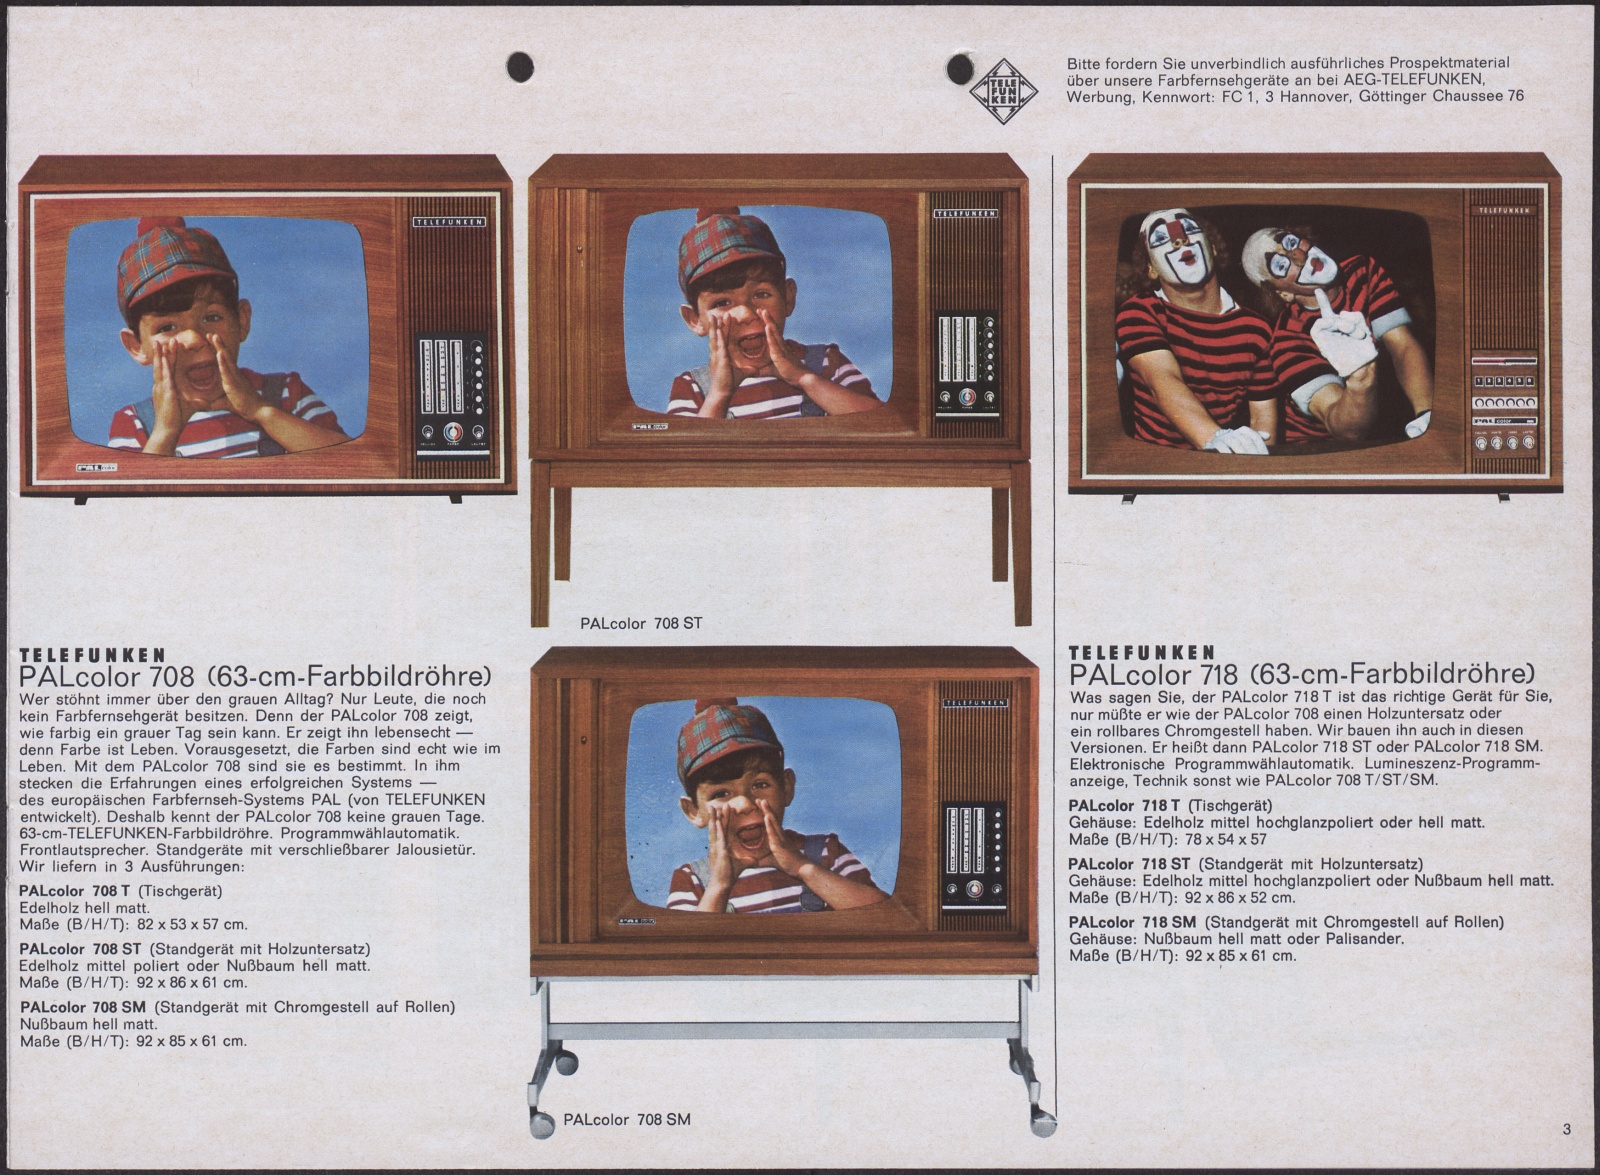 TELE
FUN
KEN
Bitte fordern Sie unverbindlich ausführliches Prospektmaterial
über unsere Farbfernsehgeräte an bei AEG-TELEFUNKEN,
Werbung, Kennwort: FC 1, 3 Hannover, Göttinger Chaussee 76
TELEFUNKEN
PALcolor
TELEFUNKEN
PALcolor
PALcolor 708 ST
TELEFUNKEN
1 2 3 4 5 6
PAL color
TELEFUNKEN
PALcolor 708 (63-cm-Farbbildröhre)
Wer stöhnt immer über den grauen Alltag? Nur Leute, die noch
kein Farbfernsehgerät besitzen. Denn der PALcolor 708 zeigt,
wie farbig ein grauer Tag sein kann. Er zeigt ihn lebensecht —
denn Farbe ist Leben. Vorausgesetzt, die Farben sind echt wie im
Leben. Mit dem PALcolor 708 sind sie es bestimmt. In ihm
stecken die Erfahrungen eines erfolgreichen Systems —
des europäischen Farbfernseh-Systems PAL (von TELEFUNKEN
entwickelt). Deshalb kennt der PALcolor 708 keine grauen Tage.
63-cm-TELEFUNKEN-Farbbildröhre. Programmwählautomatik.
Frontlautsprecher. Standgeräte mit verschließbarer Jalousietür.
Wir liefern in 3 Ausführungen:
PALcolor 708 T (Tischgerät)
Edelholz hell matt.
Maße (B/H/T): 82 x 53 x 57 cm.
PALcolor 708 ST (Standgerät mit Holzuntersatz)
Edelholz mittel poliert oder Nußbaum hell matt.
Maße (B/H/T): 92 x 86 x 61 cm.
PALcolor 708 SM (Standgerät mit Chromgestell auf Rollen)
Nußbaum hell matt.
Maße (B/H/T): 92 x 85 x 61 cm.
TELEFUNKEN
PALcolor
PALcolor 708 SM
TELEFUNKEN
PALcolor 718 (63-cm-Farbbildröhre)
Was sagen Sie, der PALcolor 718 T ist das richtige Gerät für Sie,
nur müßte er wie der PALcolor 708 einen Holzuntersatz oder
ein rollbares Chromgestell haben. Wir bauen ihn auch in diesen
Versionen. Er heißt dann PALcolor 718 ST oder PALcolor 718 SM.
Elektronische Programmwählautomatik. Lumineszenz-Programm-
anzeige, Technik sonst wie PALcolor 708 T/ST/SM.
PALcolor 718 T (Tischgerät)
Gehäuse: Edelholz mittel hochglanzpoliert oder hell matt.
Maße (B/H/T): 78 x 54 x 57
PALcolor 718 ST (Standgerät mit Holzuntersatz)
Gehäuse: Edelholz mittel hochglanzpoliert oder Nußbaum hell matt.
Maße (B/H/T): 92 x 86 x 52 cm.
PALcolor 718 SM (Standgerät mit Chromgestell auf Rollen)
Gehäuse: Nußbaum hell matt oder Palisander.
Maße (B/H/T): 92 x 85 x 61 cm.
3